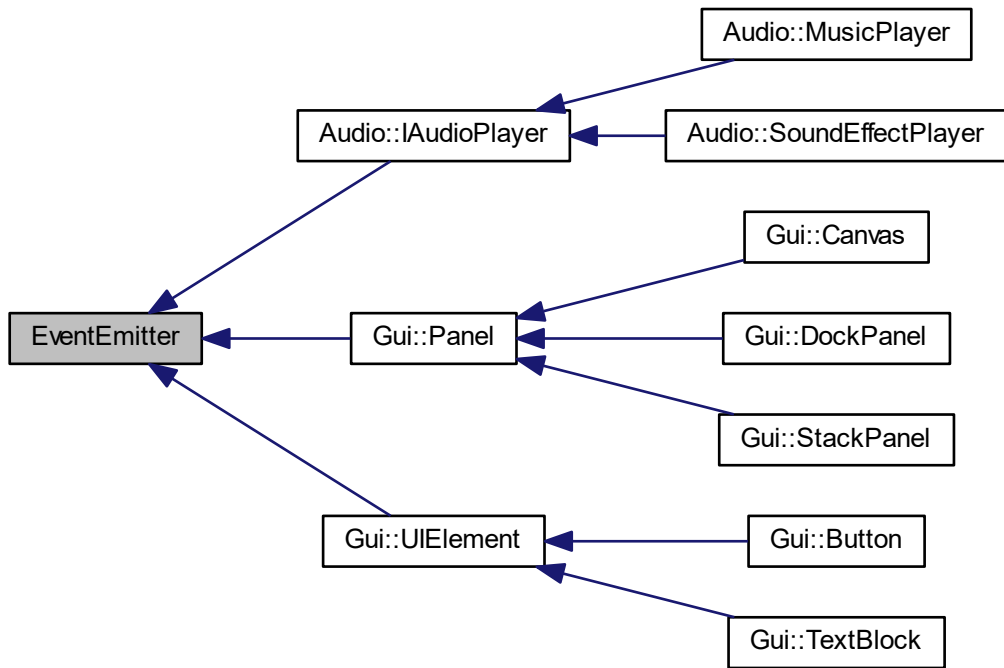 Audio::MusicPlayer
Audio::IAudioPlayer
Audio::SoundEffectPlayer
Gui::Canvas
EventEmitter
Gui::Panel
Gui::DockPanel
Gui::StackPanel
Gui::UIElement
Gui::Button
Gui::TextBlock